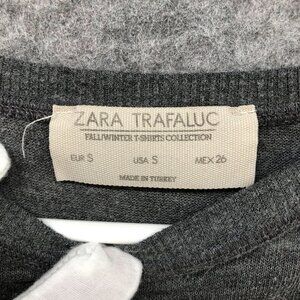 ZARA TRAFALUC
FALL/WINTER T-SHIRTS COLLECTION
EUR S USA S MEX 26
MADE IN TURKEY